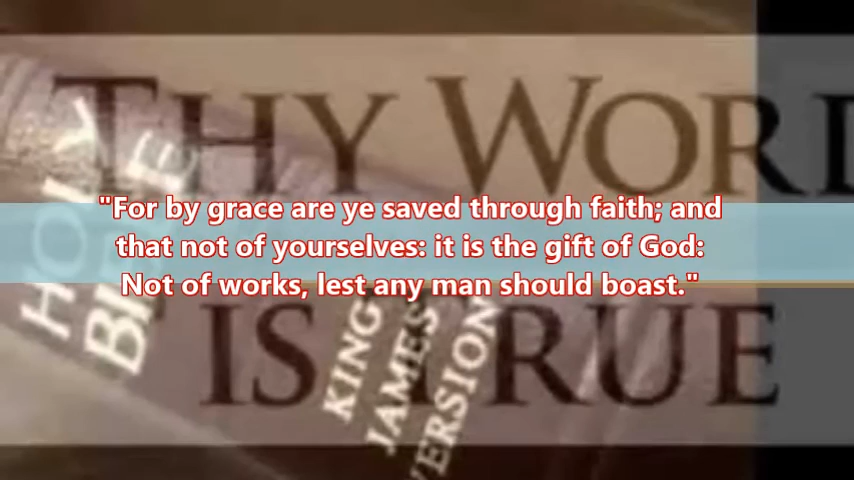 THY WORD
HOLY
BIBLE
"For by grace are ye saved through faith; and
that not of yourselves: it is the gift of God:
Not of works, lest any man should boast."
IS TRUE
KING
JAMES
VERSION